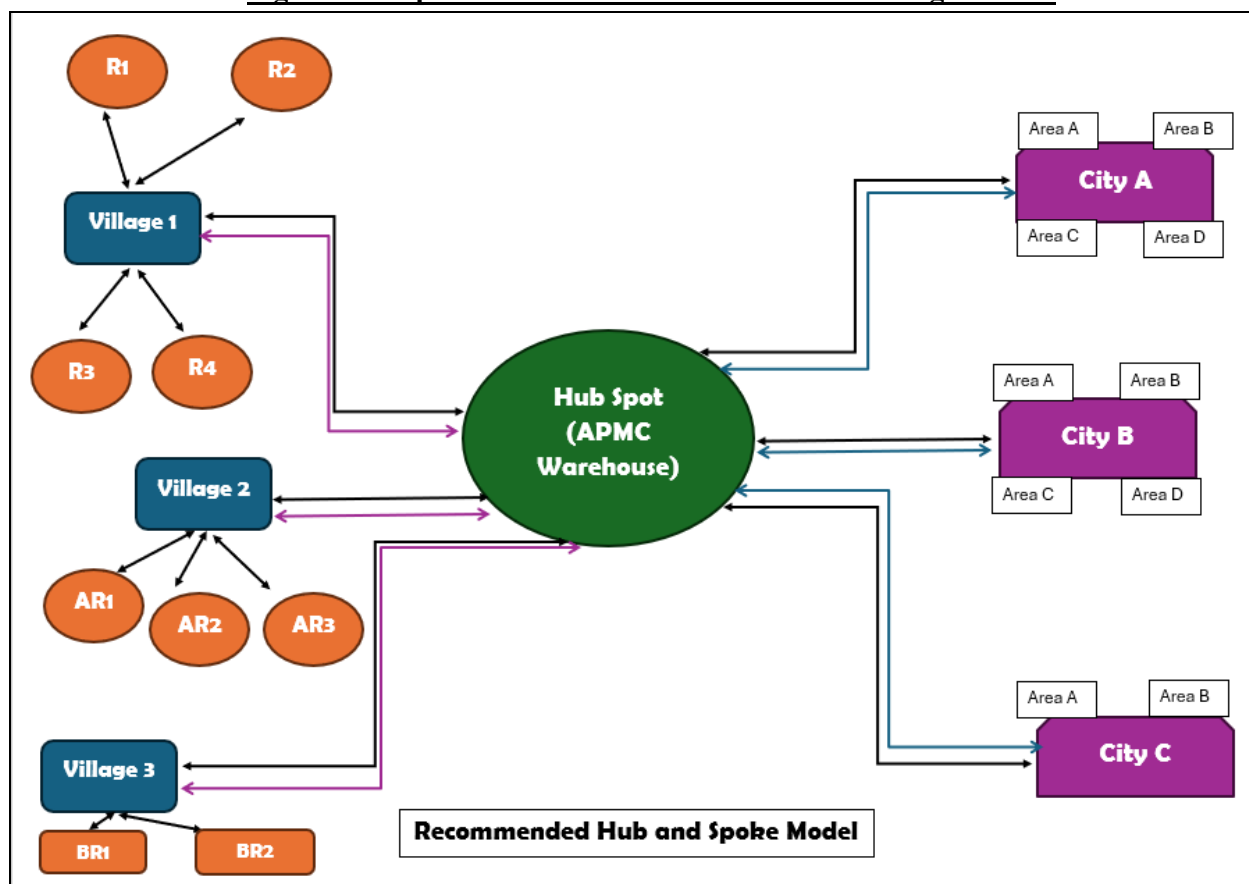 R1
R2
Village 1
R3
R4
Village 2
AR1
AR2
AR3
Village 3
BR1
BR2
Hub Spot
(APMC
Warehouse)
Area A
Area B
City A
Area C
Area D
Area A
Area B
City B
Area C
Area D
Area A
Area B
City C
Recommended Hub and Spoke Model